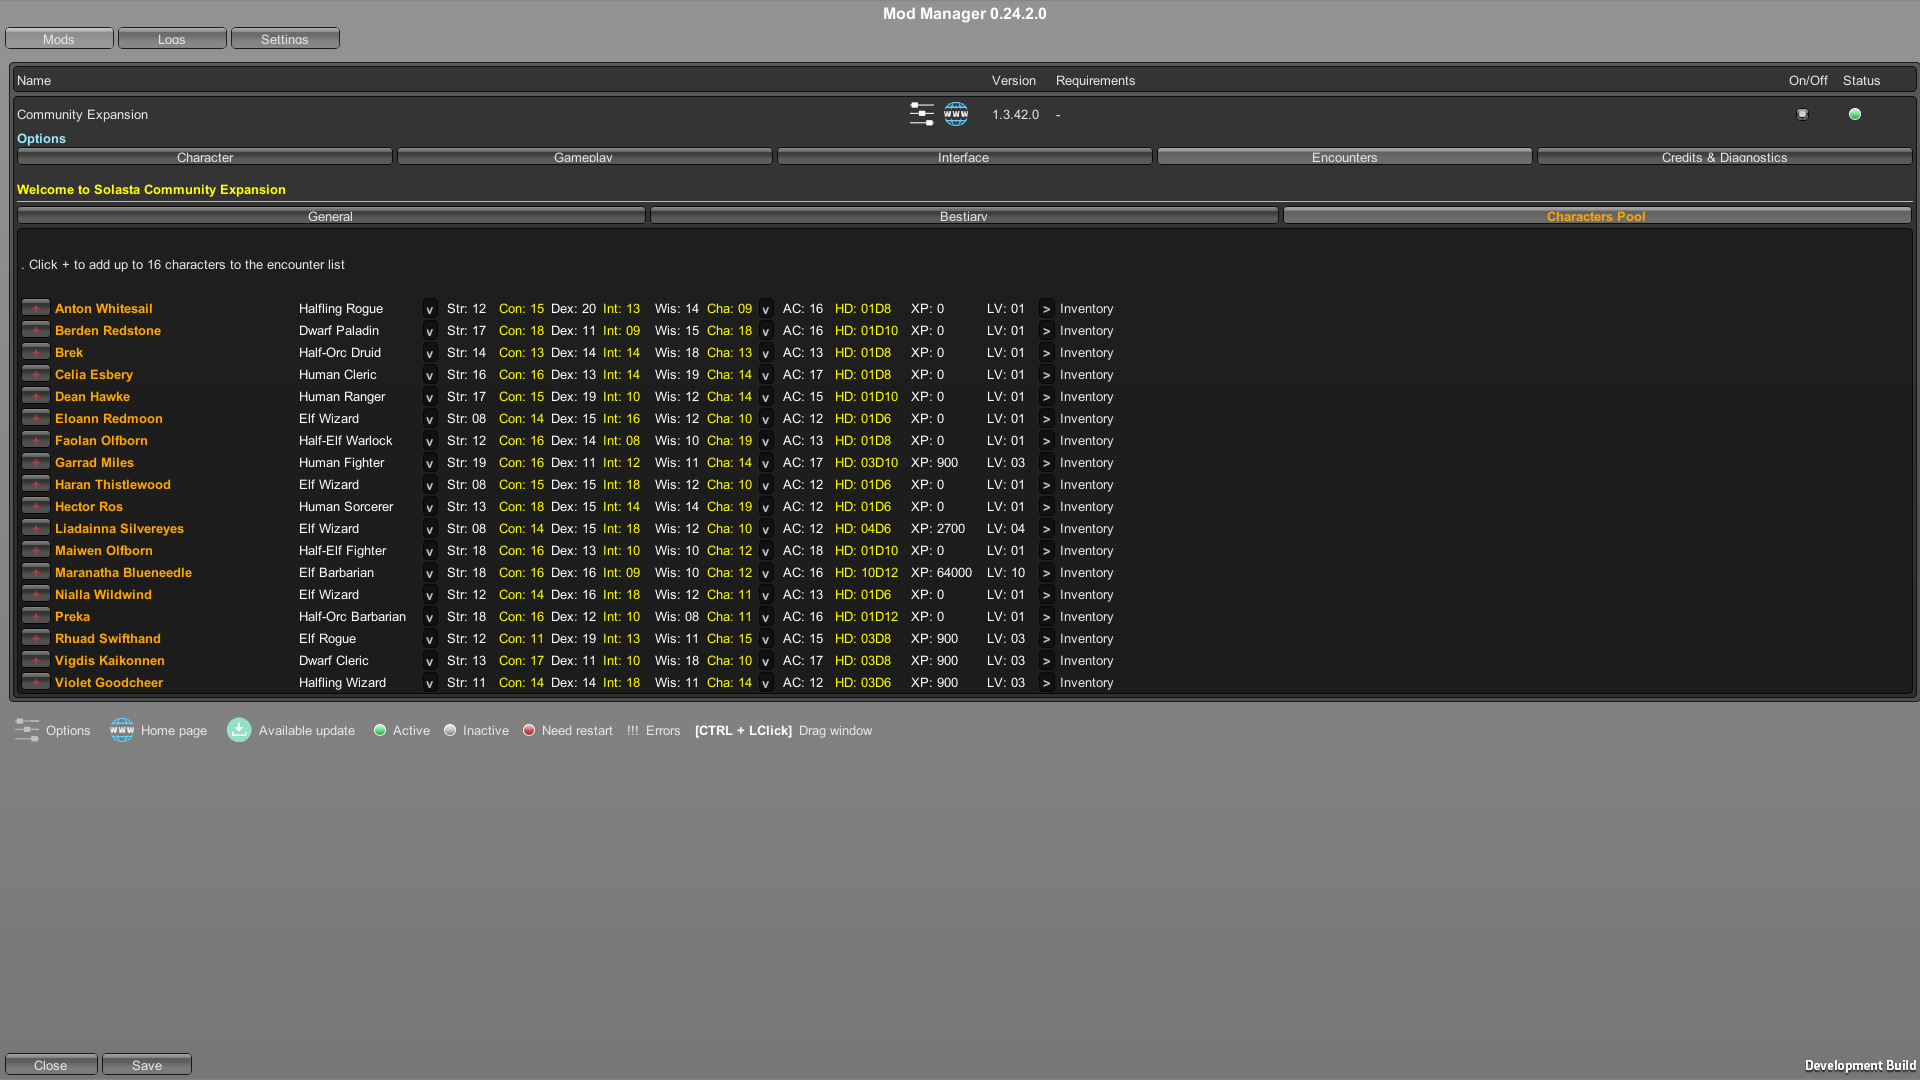 Mod Manager 0.24.2.0
Mods Logs Settings
Name Version Requirements On/Off Status
Community Expansion www 1.3.42.0 -
Options
Character Gameplay Interface Encounters Credits & Diagnostics
Welcome to Solasta Community Expansion
General Bestiary Characters Pool
. Click + to add up to 16 characters to the encounter list
+ Anton Whitesail Halfling Rogue v Str: 12 Con: 15 Dex: 20 Int: 13 Wis: 14 Cha: 09 v AC: 16 HD: 01D8 XP: 0 LV: 01 > Inventory
+ Berden Redstone Dwarf Paladin v Str: 17 Con: 18 Dex: 11 Int: 09 Wis: 15 Cha: 18 v AC: 16 HD: 01D10 XP: 0 LV: 01 > Inventory
+ Brek Half-Orc Druid v Str: 14 Con: 13 Dex: 14 Int: 14 Wis: 18 Cha: 13 v AC: 13 HD: 01D8 XP: 0 LV: 01 > Inventory
+ Celia Esbery Human Cleric v Str: 16 Con: 16 Dex: 13 Int: 14 Wis: 19 Cha: 14 v AC: 17 HD: 01D8 XP: 0 LV: 01 > Inventory
+ Dean Hawke Human Ranger v Str: 17 Con: 15 Dex: 19 Int: 10 Wis: 12 Cha: 14 v AC: 15 HD: 01D10 XP: 0 LV: 01 > Inventory
+ Eloann Redmoon Elf Wizard v Str: 08 Con: 14 Dex: 15 Int: 16 Wis: 12 Cha: 10 v AC: 12 HD: 01D6 XP: 0 LV: 01 > Inventory
+ Faolan Olfborn Half-Elf Warlock v Str: 12 Con: 16 Dex: 14 Int: 08 Wis: 10 Cha: 19 v AC: 13 HD: 01D8 XP: 0 LV: 01 > Inventory
+ Garrad Miles Human Fighter v Str: 19 Con: 16 Dex: 11 Int: 12 Wis: 11 Cha: 14 v AC: 17 HD: 03D10 XP: 900 LV: 03 > Inventory
+ Haran Thistlewood Elf Wizard v Str: 08 Con: 15 Dex: 15 Int: 18 Wis: 12 Cha: 10 v AC: 12 HD: 01D6 XP: 0 LV: 01 > Inventory
+ Hector Ros Human Sorcerer v Str: 13 Con: 18 Dex: 15 Int: 14 Wis: 14 Cha: 19 v AC: 12 HD: 01D6 XP: 0 LV: 01 > Inventory
+ Liadainna Silvereyes Elf Wizard v Str: 08 Con: 14 Dex: 15 Int: 18 Wis: 12 Cha: 10 v AC: 12 HD: 04D6 XP: 2700 LV: 04 > Inventory
+ Maiwen Olfborn Half-Elf Fighter v Str: 18 Con: 16 Dex: 13 Int: 10 Wis: 10 Cha: 12 v AC: 18 HD: 01D10 XP: 0 LV: 01 > Inventory
+ Maranatha Blueneedle Elf Barbarian v Str: 18 Con: 16 Dex: 16 Int: 09 Wis: 10 Cha: 12 v AC: 16 HD: 10D12 XP: 64000 LV: 10 > Inventory
+ Nialla Wildwind Elf Wizard v Str: 12 Con: 14 Dex: 16 Int: 18 Wis: 12 Cha: 11 v AC: 13 HD: 01D6 XP: 0 LV: 01 > Inventory
+ Preka Half-Orc Barbarian v Str: 18 Con: 16 Dex: 12 Int: 10 Wis: 08 Cha: 11 v AC: 16 HD: 01D12 XP: 0 LV: 01 > Inventory
+ Rhuad Swifthand Elf Rogue v Str: 12 Con: 11 Dex: 19 Int: 13 Wis: 11 Cha: 15 v AC: 15 HD: 03D8 XP: 900 LV: 03 > Inventory
+ Vigdis Kaikonnen Dwarf Cleric v Str: 13 Con: 17 Dex: 11 Int: 10 Wis: 18 Cha: 10 v AC: 17 HD: 03D8 XP: 900 LV: 03 > Inventory
+ Violet Goodcheer Halfling Wizard v Str: 11 Con: 14 Dex: 14 Int: 18 Wis: 11 Cha: 14 v AC: 12 HD: 03D6 XP: 900 LV: 03 > Inventory
Options www Home page Available update Active Inactive Need restart !!! Errors [CTRL + LClick] Drag window
Close Save Development Build